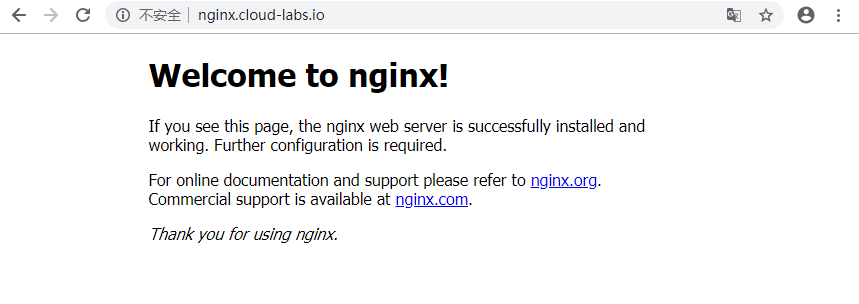 不安全 | nginx.cloud-labs.io
Welcome to nginx!
If you see this page, the nginx web server is successfully installed and
working. Further configuration is required.
For online documentation and support please refer to nginx.org.
Commercial support is available at nginx.com.
Thank you for using nginx.